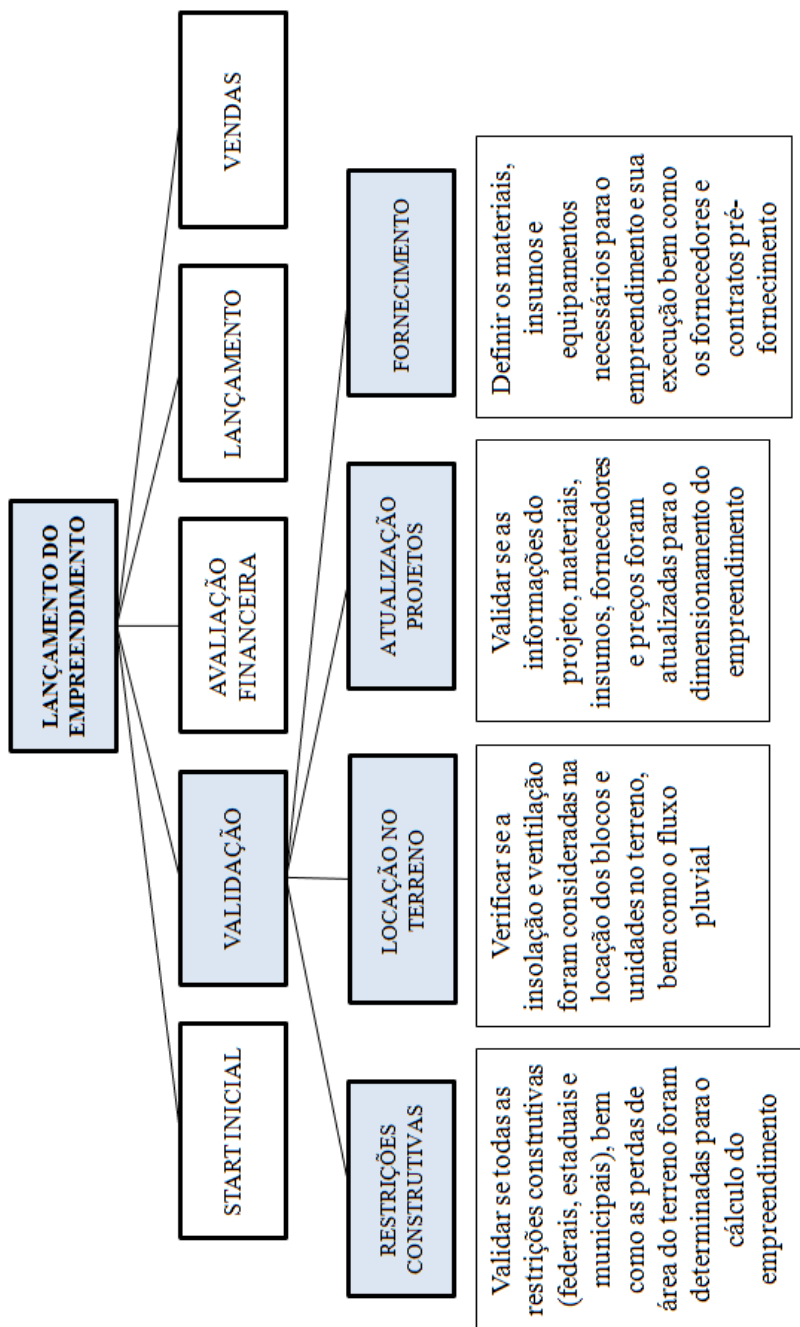 LANÇAMENTO DO
EMPREENDIMENTO
START INICIAL
VALIDAÇÃO
AVALIAÇÃO
FINANCEIRA
LANÇAMENTO
VENDAS
RESTRIÇÕES
CONSTRUTIVAS
LOCAÇÃO NO
TERRENO
ATUALIZAÇÃO
PROJETOS
FORNECIMENTO
Validar se todas as
restrições construtivas
(federais, estaduais e
municipais), bem
como as perdas de
área do terreno foram
determinadas para o
cálculo do
empreendimento
Verificar se a
insolação e ventilação
foram consideradas na
locação dos blocos e
unidades no terreno,
bem como o fluxo
pluvial
Validar se as
informações do
projeto, materiais,
insumos, fornecedores
e preços foram
atualizadas para o
dimensionamento do
empreendimento
Definir os materiais,
insumos e
equipamentos
necessários para o
empreendimento e sua
execução bem como
os fornecedores e
contratos pré-
fornecimento